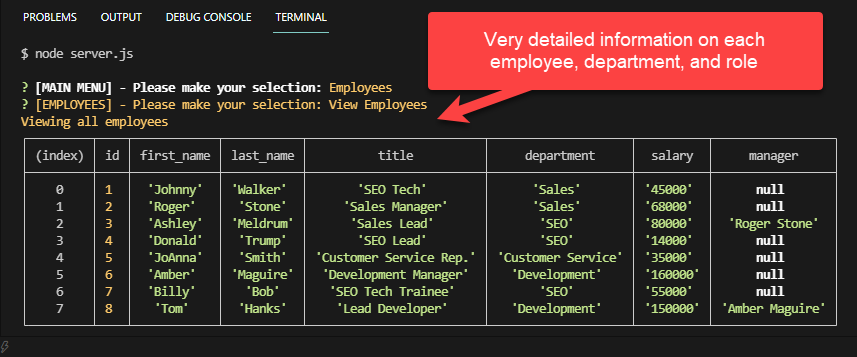 PROBLEMS OUTPUT DEBUG CONSOLE TERMINAL
$ node server.js
Very detailed information on each
employee, department, and role
? [MAIN MENU] - Please make your selection: Employees
? [EMPLOYEES] - Please make your selection: View Employees
Viewing all employees
(index) id first_name last_name title department salary manager
0 1 'Johnny' 'Walker' 'SEO Tech' 'Sales' '45000' null
1 2 'Roger' 'Stone' 'Sales Manager' 'Sales' '68000' null
2 3 'Ashley' 'Meldrum' 'Sales Lead' 'SEO' '80000' 'Roger Stone'
3 4 'Donald' 'Trump' 'SEO Lead' 'SEO' '14000' null
4 5 'JoAnna' 'Smith' 'Customer Service Rep.' 'Customer Service' '35000' null
5 6 'Amber' 'Maguire' 'Development Manager' 'Development' '160000' null
6 7 'Billy' 'Bob' 'SEO Tech Trainee' 'SEO' '55000' null
7 8 'Tom' 'Hanks' 'Lead Developer' 'Development' '150000' 'Amber Maguire'